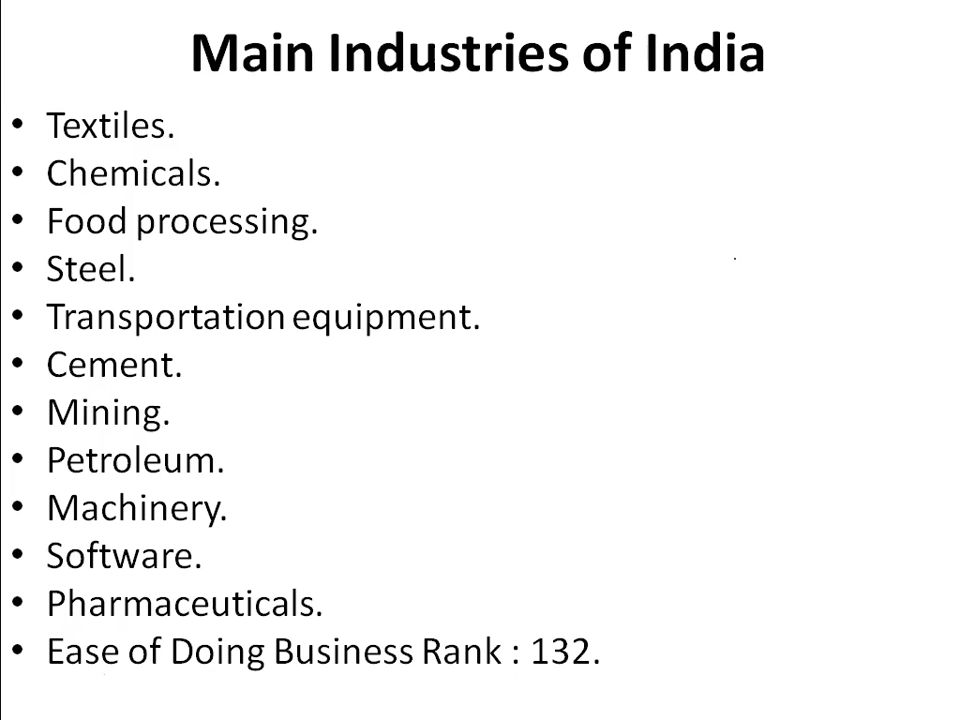 Main Industries of India
• Textiles.
• Chemicals.
• Food processing.
• Steel.
• Transportation equipment.
• Cement.
• Mining.
• Petroleum.
• Machinery.
• Software.
• Pharmaceuticals.
• Ease of Doing Business Rank : 132.